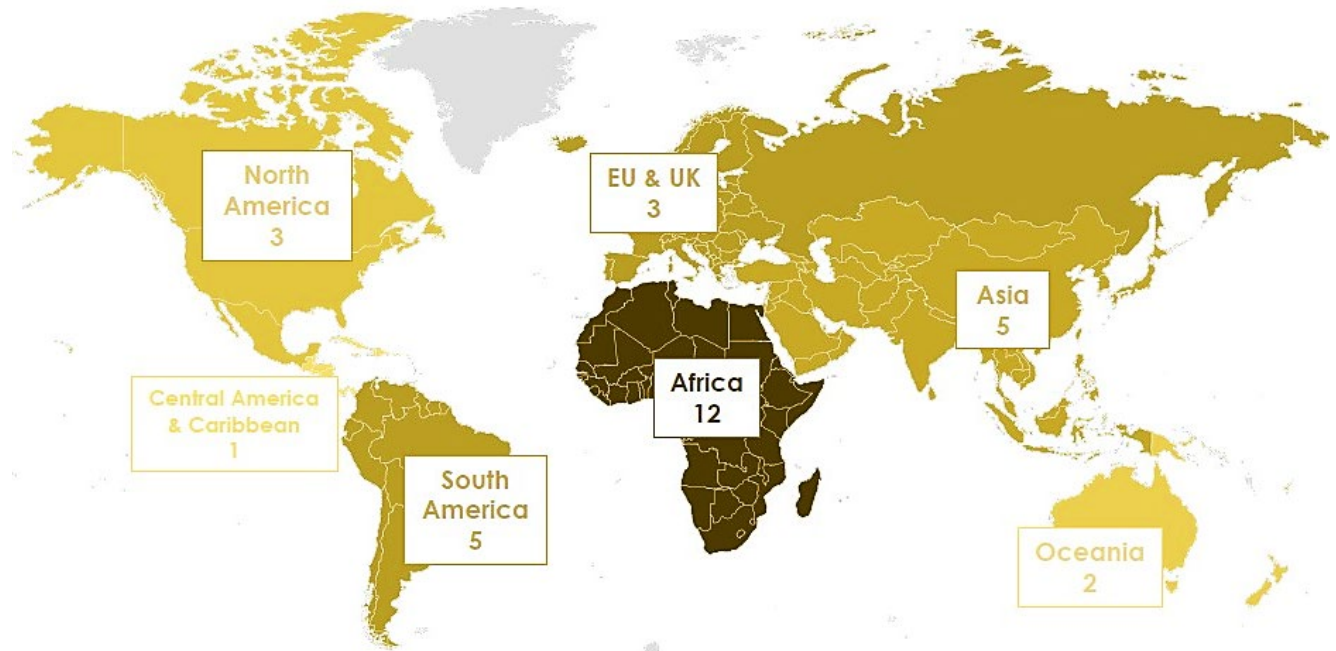 North
America
3
EU & UK
3
Asia
5
Africa
12
Central America
& Caribbean
1
South
America
5
Oceania
2